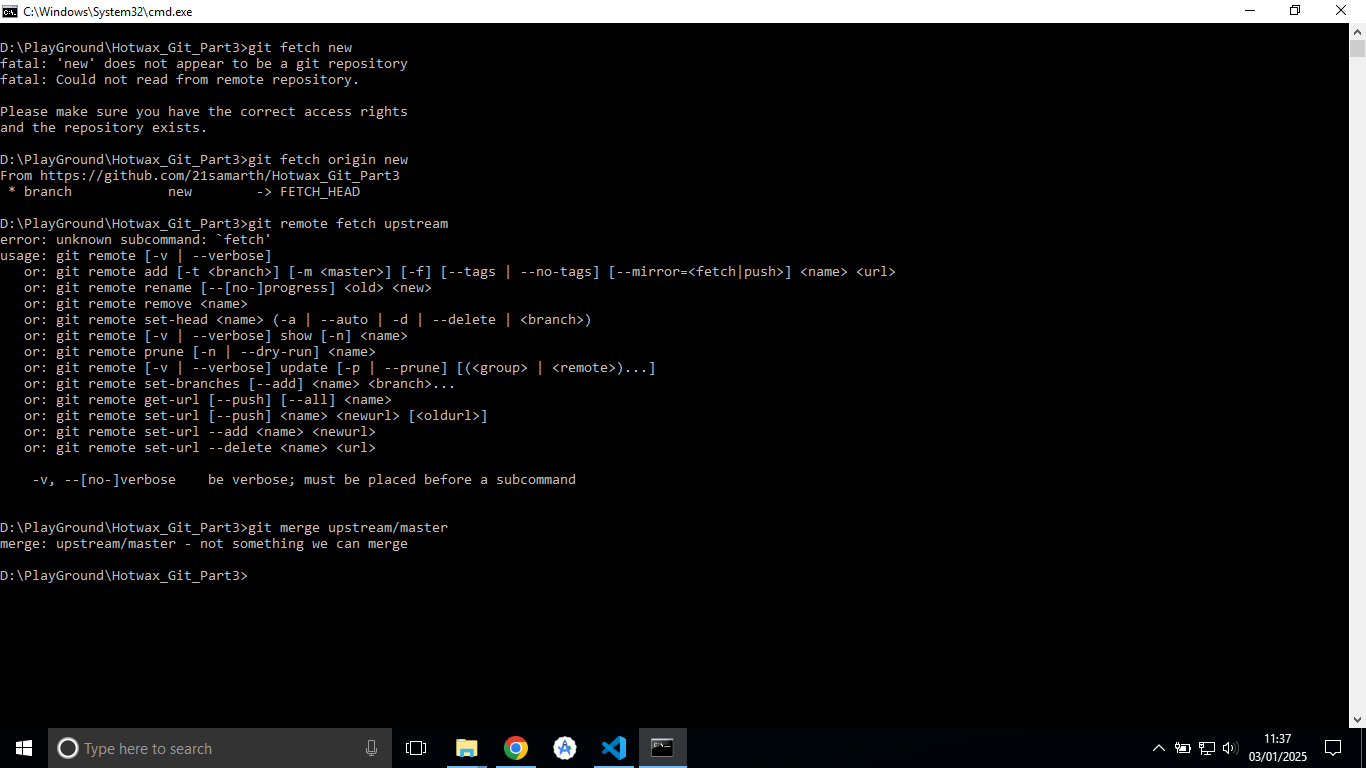 C:\Windows\System32\cmd.exe
D:\PlayGround\Hotwax_Git_Part3>git fetch new
fatal: 'new' does not appear to be a git repository
fatal: Could not read from remote repository.
Please make sure you have the correct access rights
and the repository exists.
D:\PlayGround\Hotwax_Git_Part3>git fetch origin new
From https://github.com/21samarth/Hotwax_Git_Part3
 * branch            new        -> FETCH_HEAD
D:\PlayGround\Hotwax_Git_Part3>git remote fetch upstream
error: unknown subcommand: `fetch'
usage: git remote [-v | --verbose]
   or: git remote add [-t <branch>] [-m <master>] [-f] [--tags | --no-tags] [--mirror=<fetch|push>] <name> <url>
   or: git remote rename [--[no-]progress] <old> <new>
   or: git remote remove <name>
   or: git remote set-head <name> (-a | --auto | -d | --delete | <branch>)
   or: git remote [-v | --verbose] show [-n] <name>
   or: git remote prune [-n | --dry-run] <name>
   or: git remote [-v | --verbose] update [-p | --prune] [(<group> | <remote>)...]
   or: git remote set-branches [--add] <name> <branch>...
   or: git remote get-url [--push] [--all] <name>
   or: git remote set-url [--push] <name> <newurl> [<oldurl>]
   or: git remote set-url --add <name> <newurl>
   or: git remote set-url --delete <name> <url>
    -v, --[no-]verbose    be verbose; must be placed before a subcommand
D:\PlayGround\Hotwax_Git_Part3>git merge upstream/master
merge: upstream/master - not something we can merge
D:\PlayGround\Hotwax_Git_Part3>
Type here to search
11:37
03/01/2025